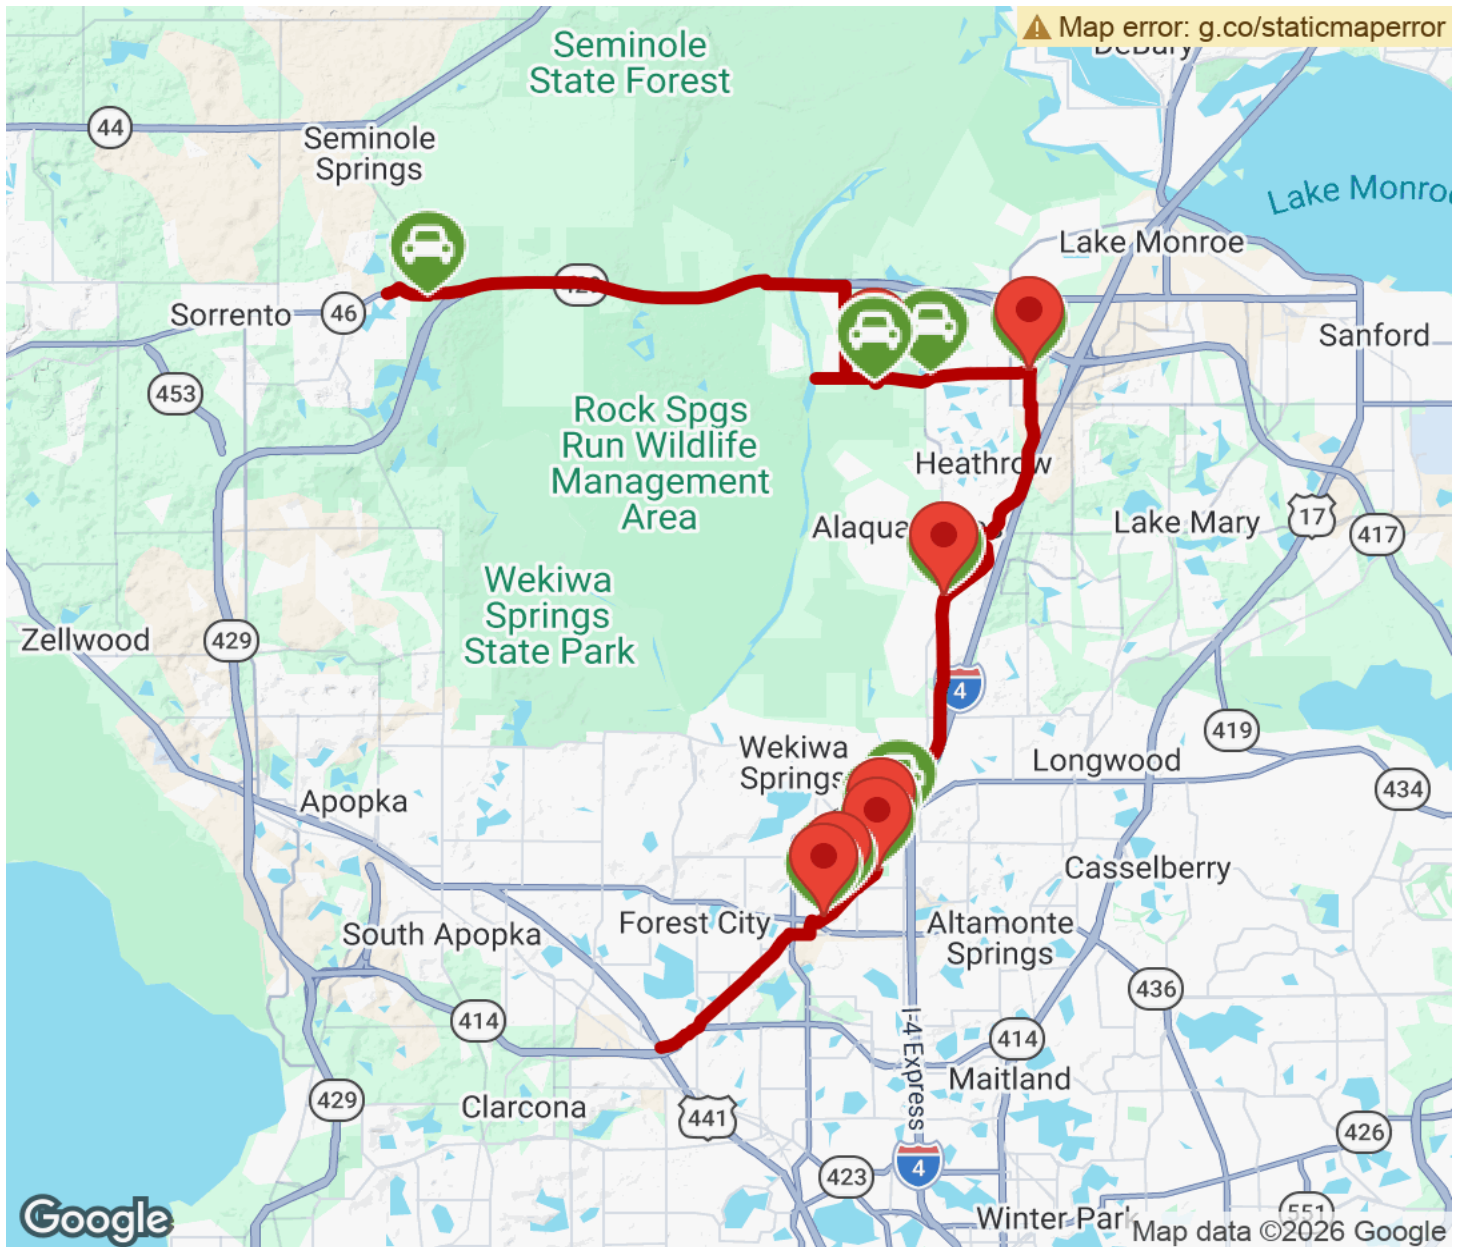 Map error: g.co/staticmaperror
DeBary
Seminole
State Forest
44
Seminole
Springs
Lake Monroe
Lake Monroe
Sorrento
46
Sanford
453
Rock Spgs
Run Wildlife
Management
Area
Heathrow
Alaqua
17
Lake Mary
417
Wekiwa
Springs
State Park
Zellwood
429
4
419
Wekiwa
Springs
Longwood
434
Apopka
Casselberry
Forest City
Altamonte
Springs
South Apopka
436
414
I-4 Express
414
Maitland
429
Clarcona
441
426
4
423
551
Winter Park
Google
Map data ©2026 Google